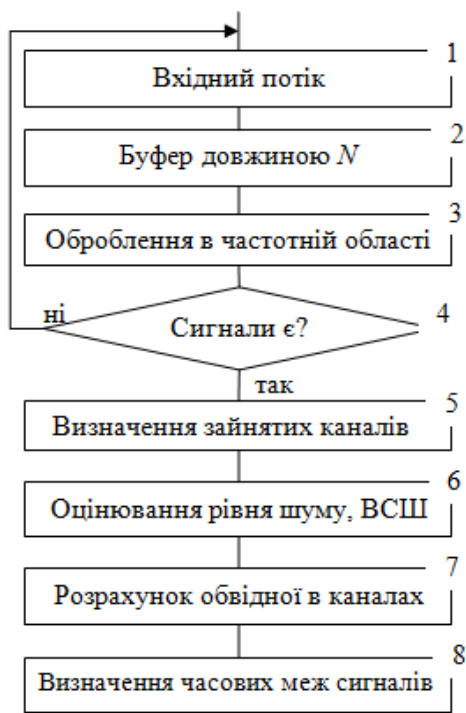 1
Вхідний потік
2
Буфер довжиною N
3
Оброблення в частотній області
ні
4
Сигнали є?
так
5
Визначення зайнятих каналів
6
Оцінювання рівня шуму, ВСШ
7
Розрахунок обвідної в каналах
8
Визначення часових меж сигналів